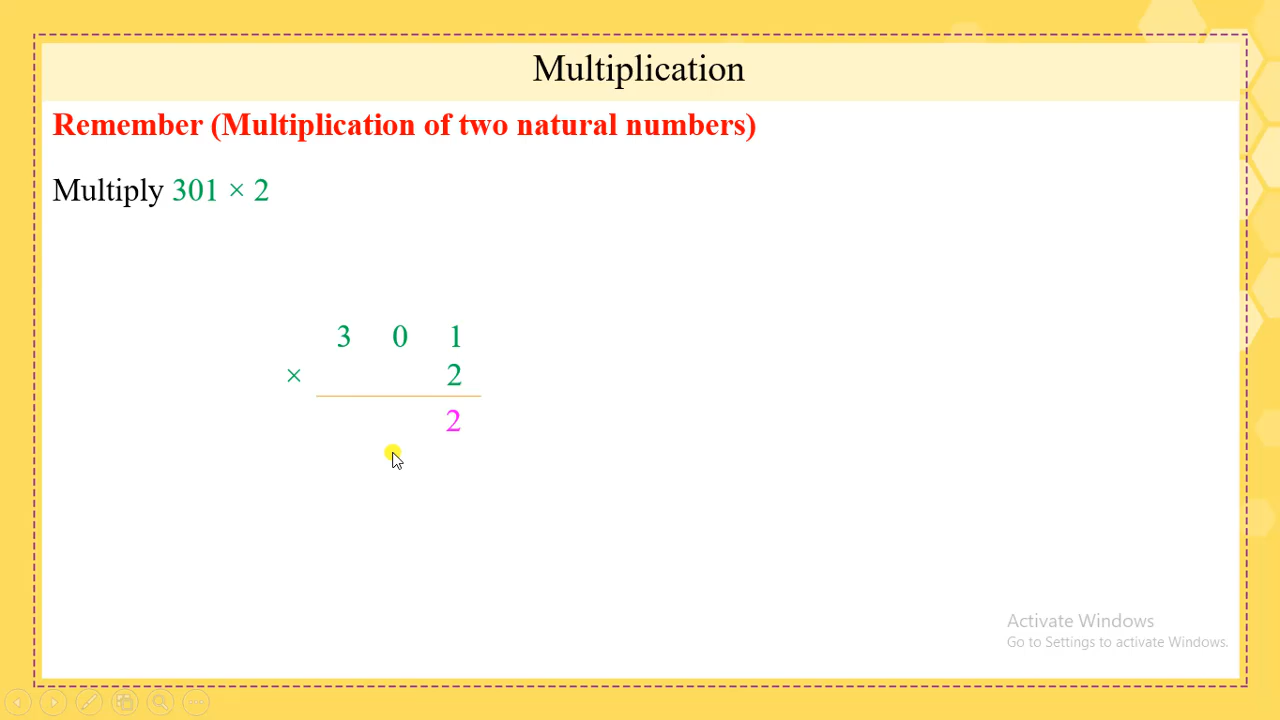 Multiplication
Remember (Multiplication of two natural numbers)
Multiply 301 × 2
3 0 1
× 2
2
Activate Windows
Go to Settings to activate Windows.